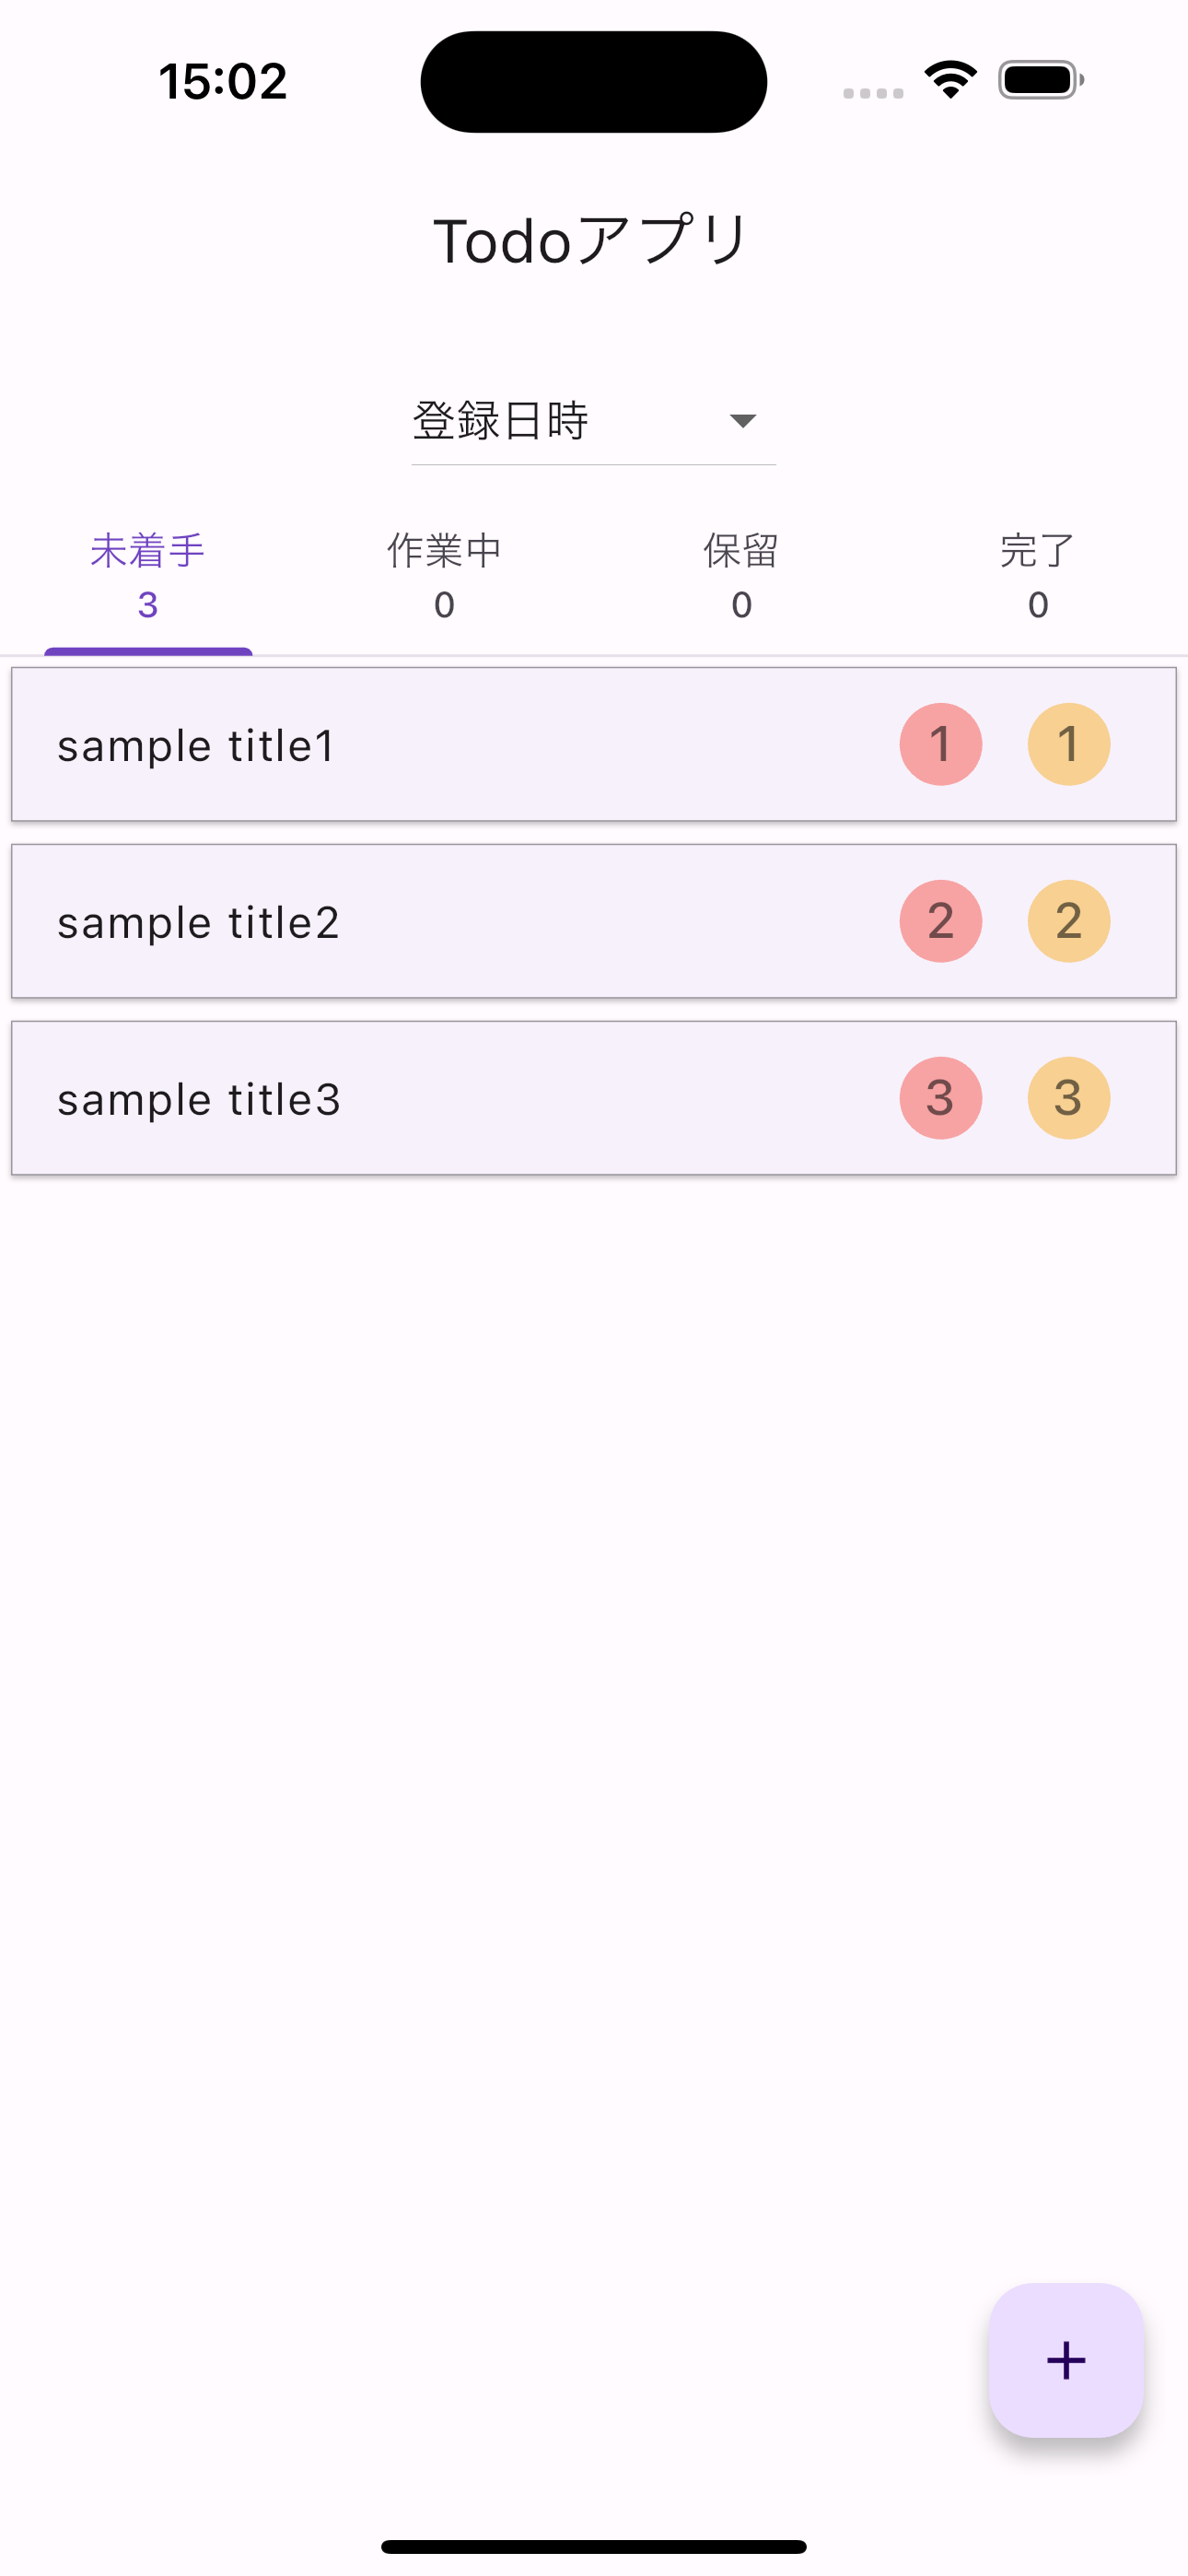 15:02
Todoアプリ
登録日時
未着手 作業中 保留 完了
3 0 0 0
sample title1 1 1
sample title2 2 2
sample title3 3 3
+